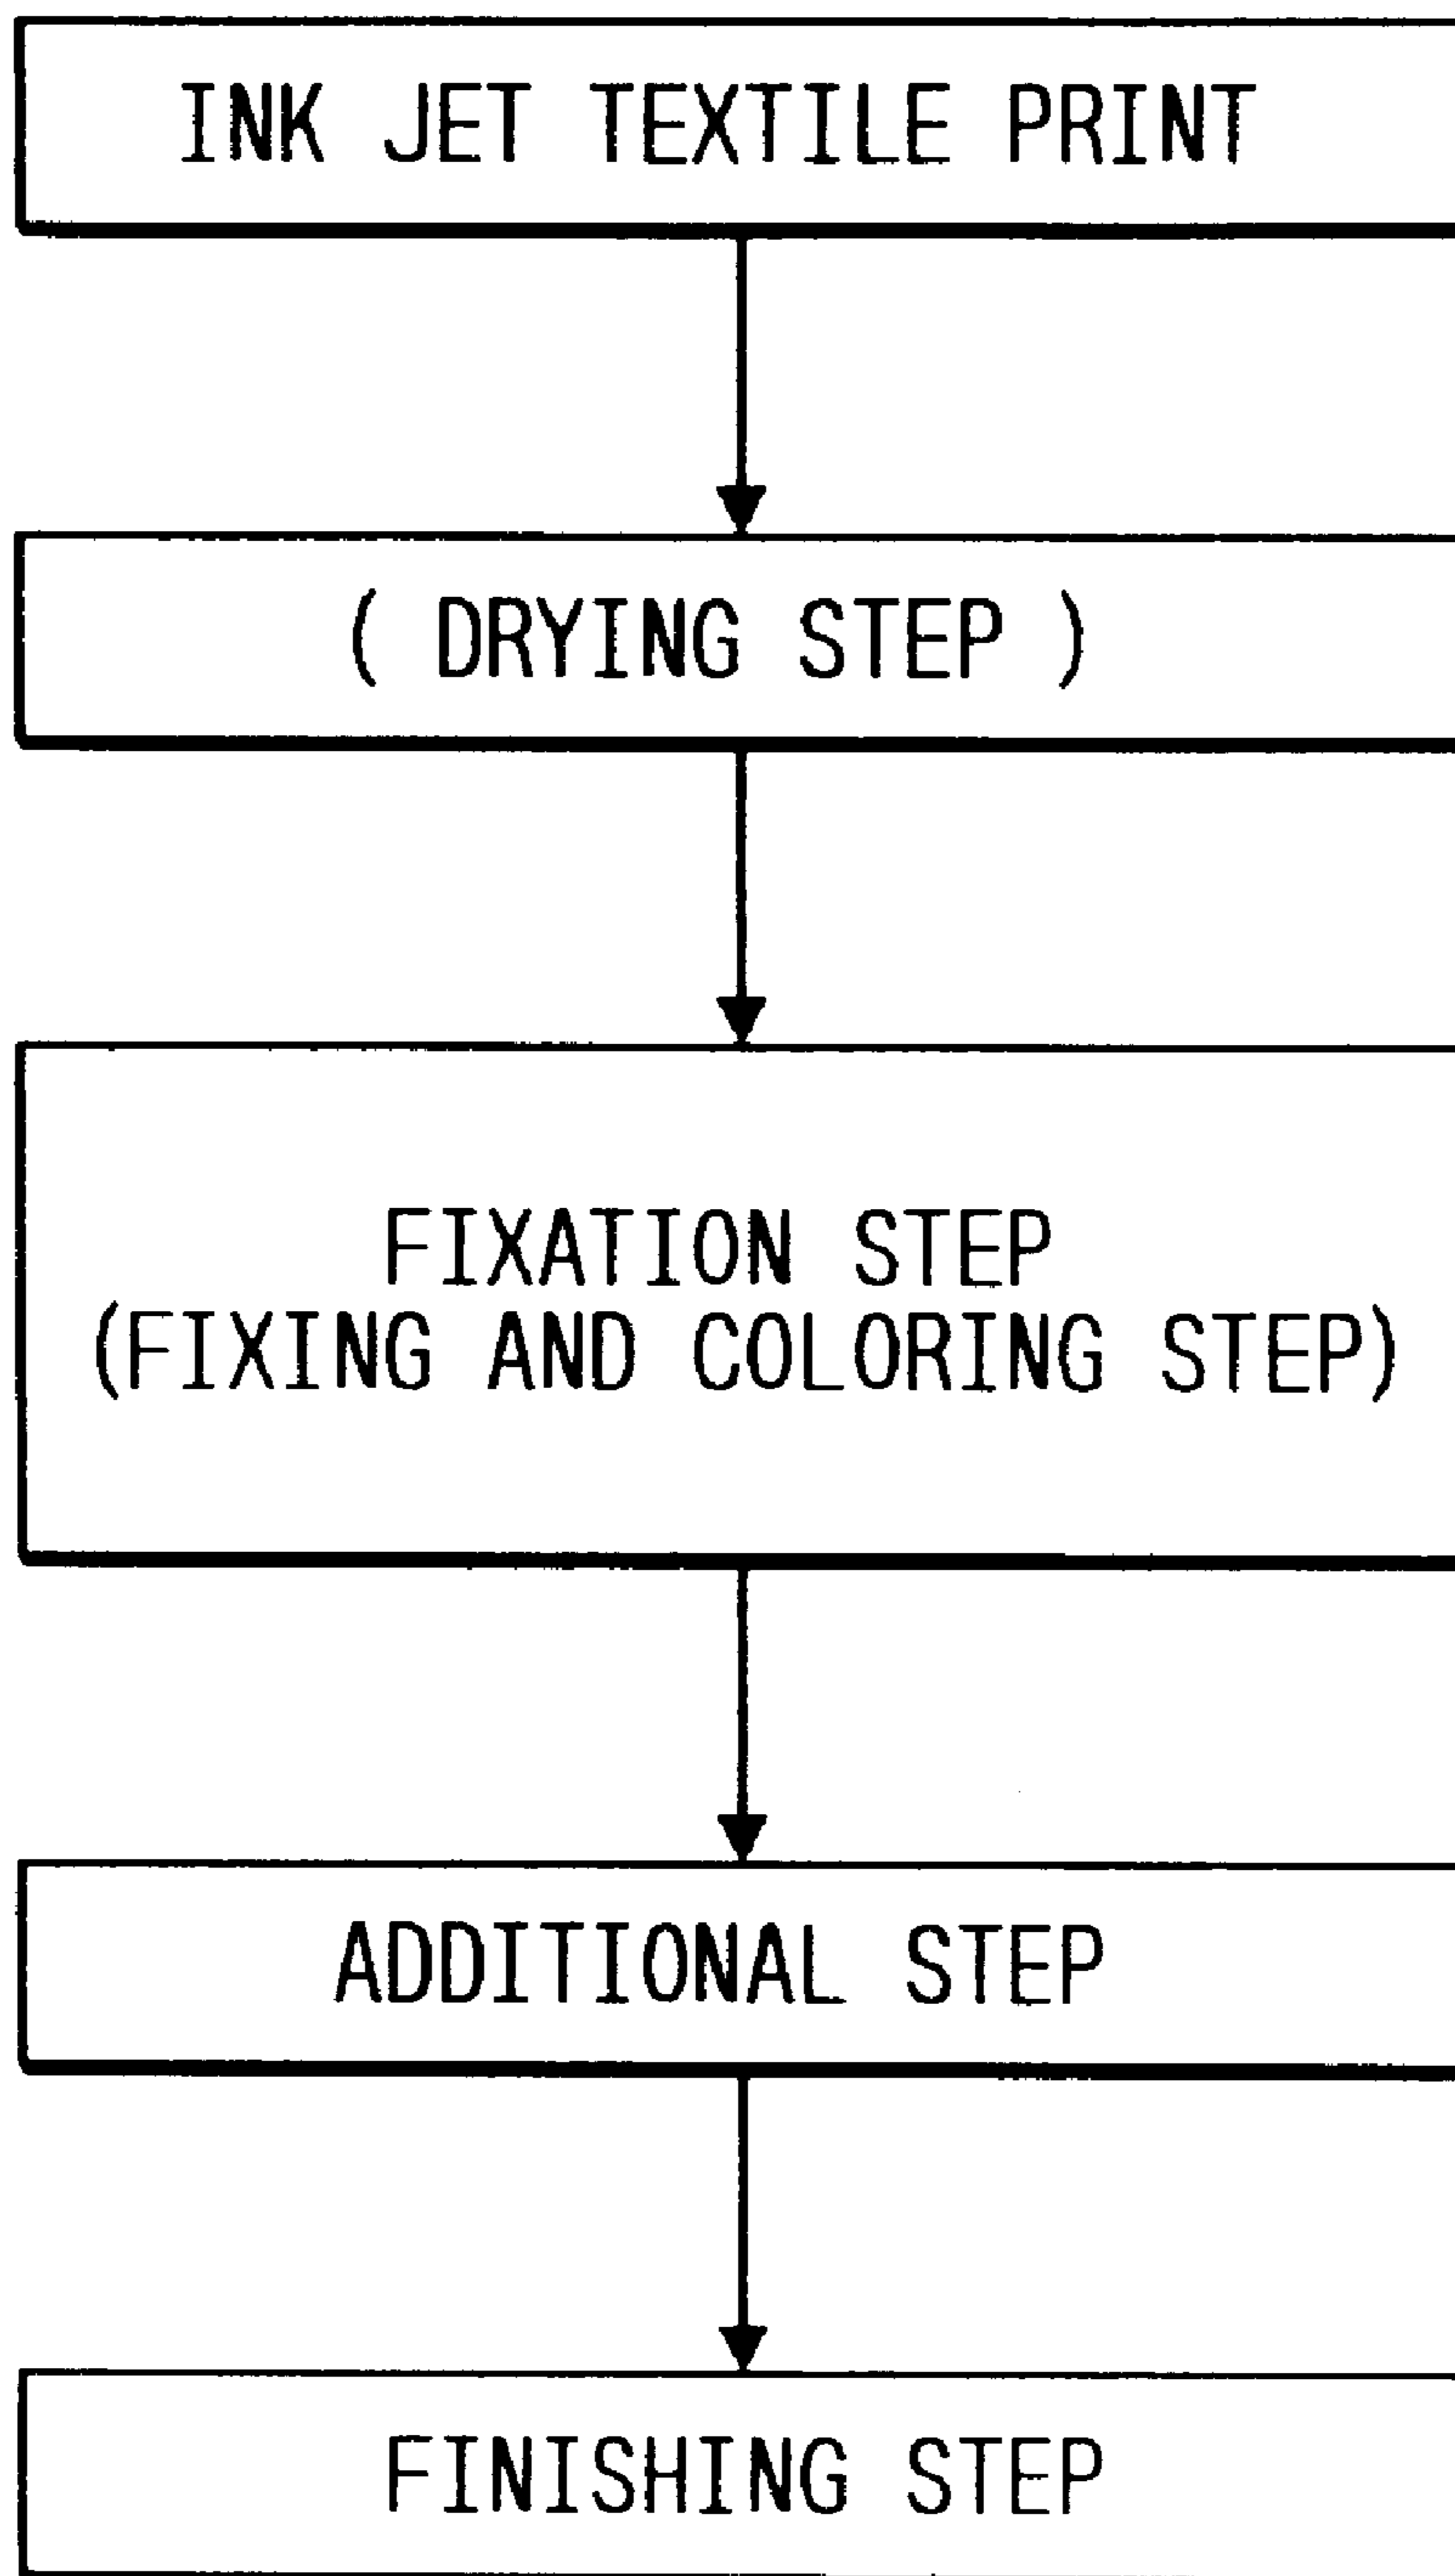 INK JET TEXTILE PRINT
( DRYING STEP )
FIXATION STEP
(FIXING AND COLORING STEP)
ADDITIONAL STEP
FINISHING STEP